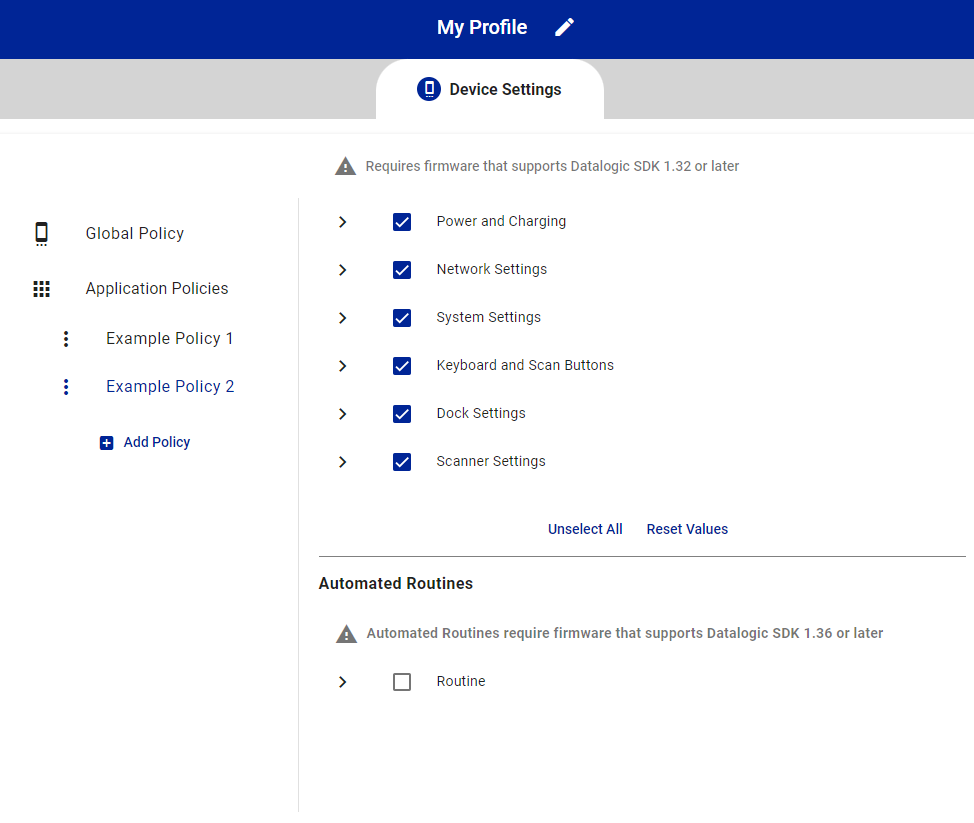 My Profile
Device Settings
Requires firmware that supports Datalogic SDK 1.32 or later
Global Policy
Application Policies
Example Policy 1
Example Policy 2
Add Policy
Power and Charging
Network Settings
System Settings
Keyboard and Scan Buttons
Dock Settings
Scanner Settings
Unselect All Reset Values
Automated Routines
Automated Routines require firmware that supports Datalogic SDK 1.36 or later
Routine